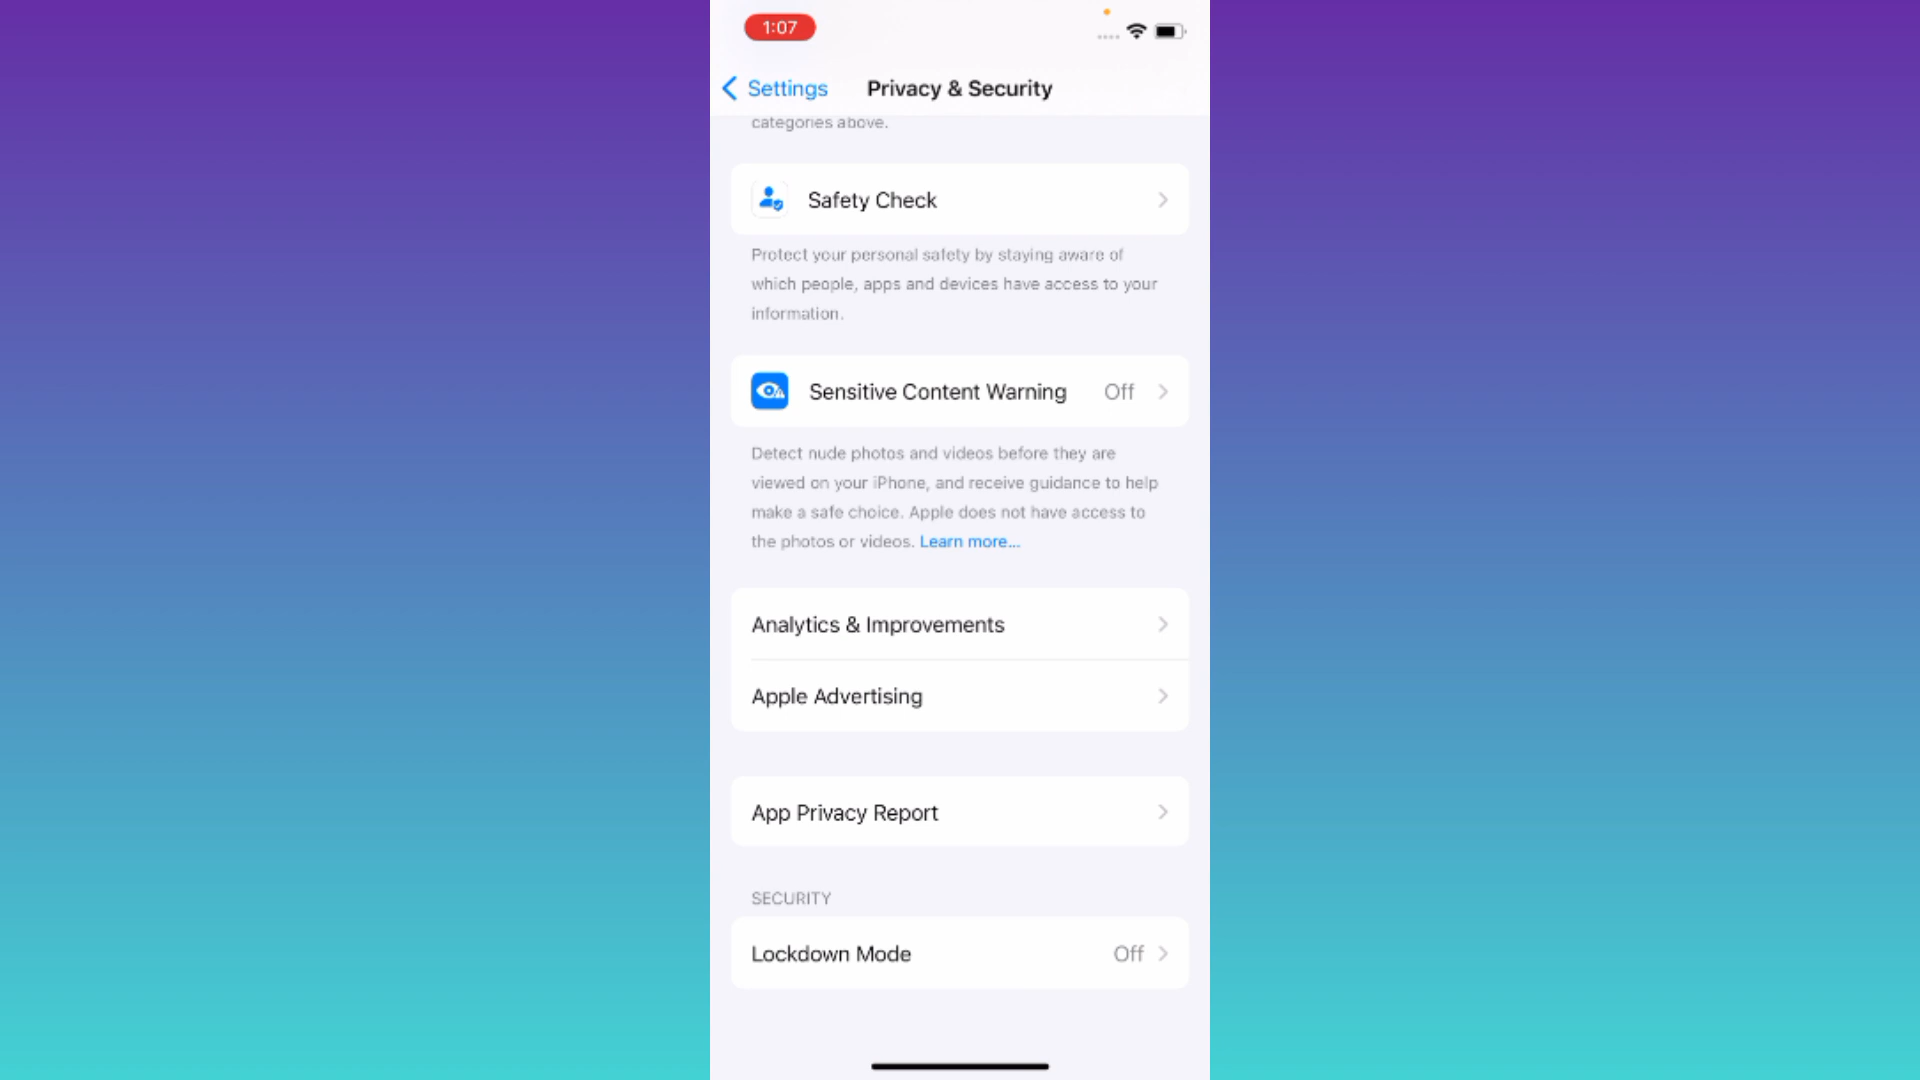 1:07
Settings
Privacy & Security
categories above.
Safety Check
Protect your personal safety by staying aware of
which people, apps and devices have access to your
information.
Sensitive Content Warning Off
Detect nude photos and videos before they are
viewed on your iPhone, and receive guidance to help
make a safe choice. Apple does not have access to
the photos or videos. Learn more...
Analytics & Improvements
Apple Advertising
App Privacy Report
SECURITY
Lockdown Mode Off